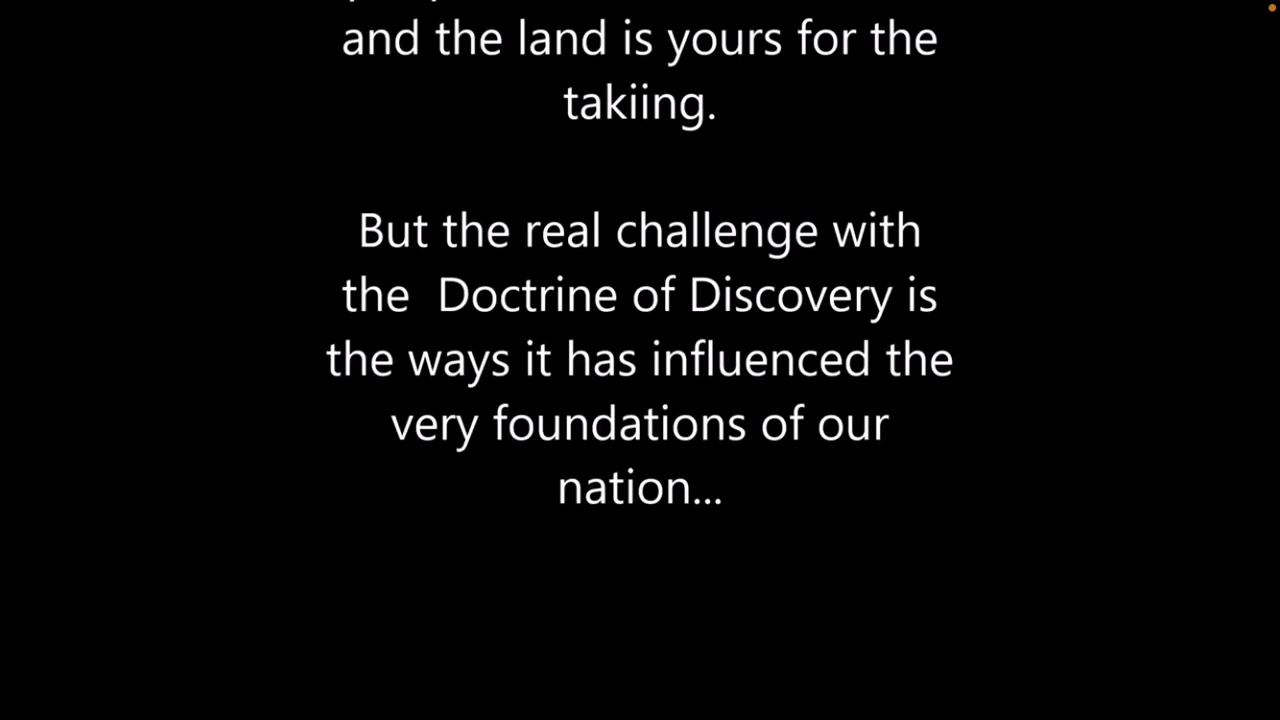 and the land is yours for the
takiing.
But the real challenge with
the  Doctrine of Discovery is
the ways it has influenced the
very foundations of our
nation...